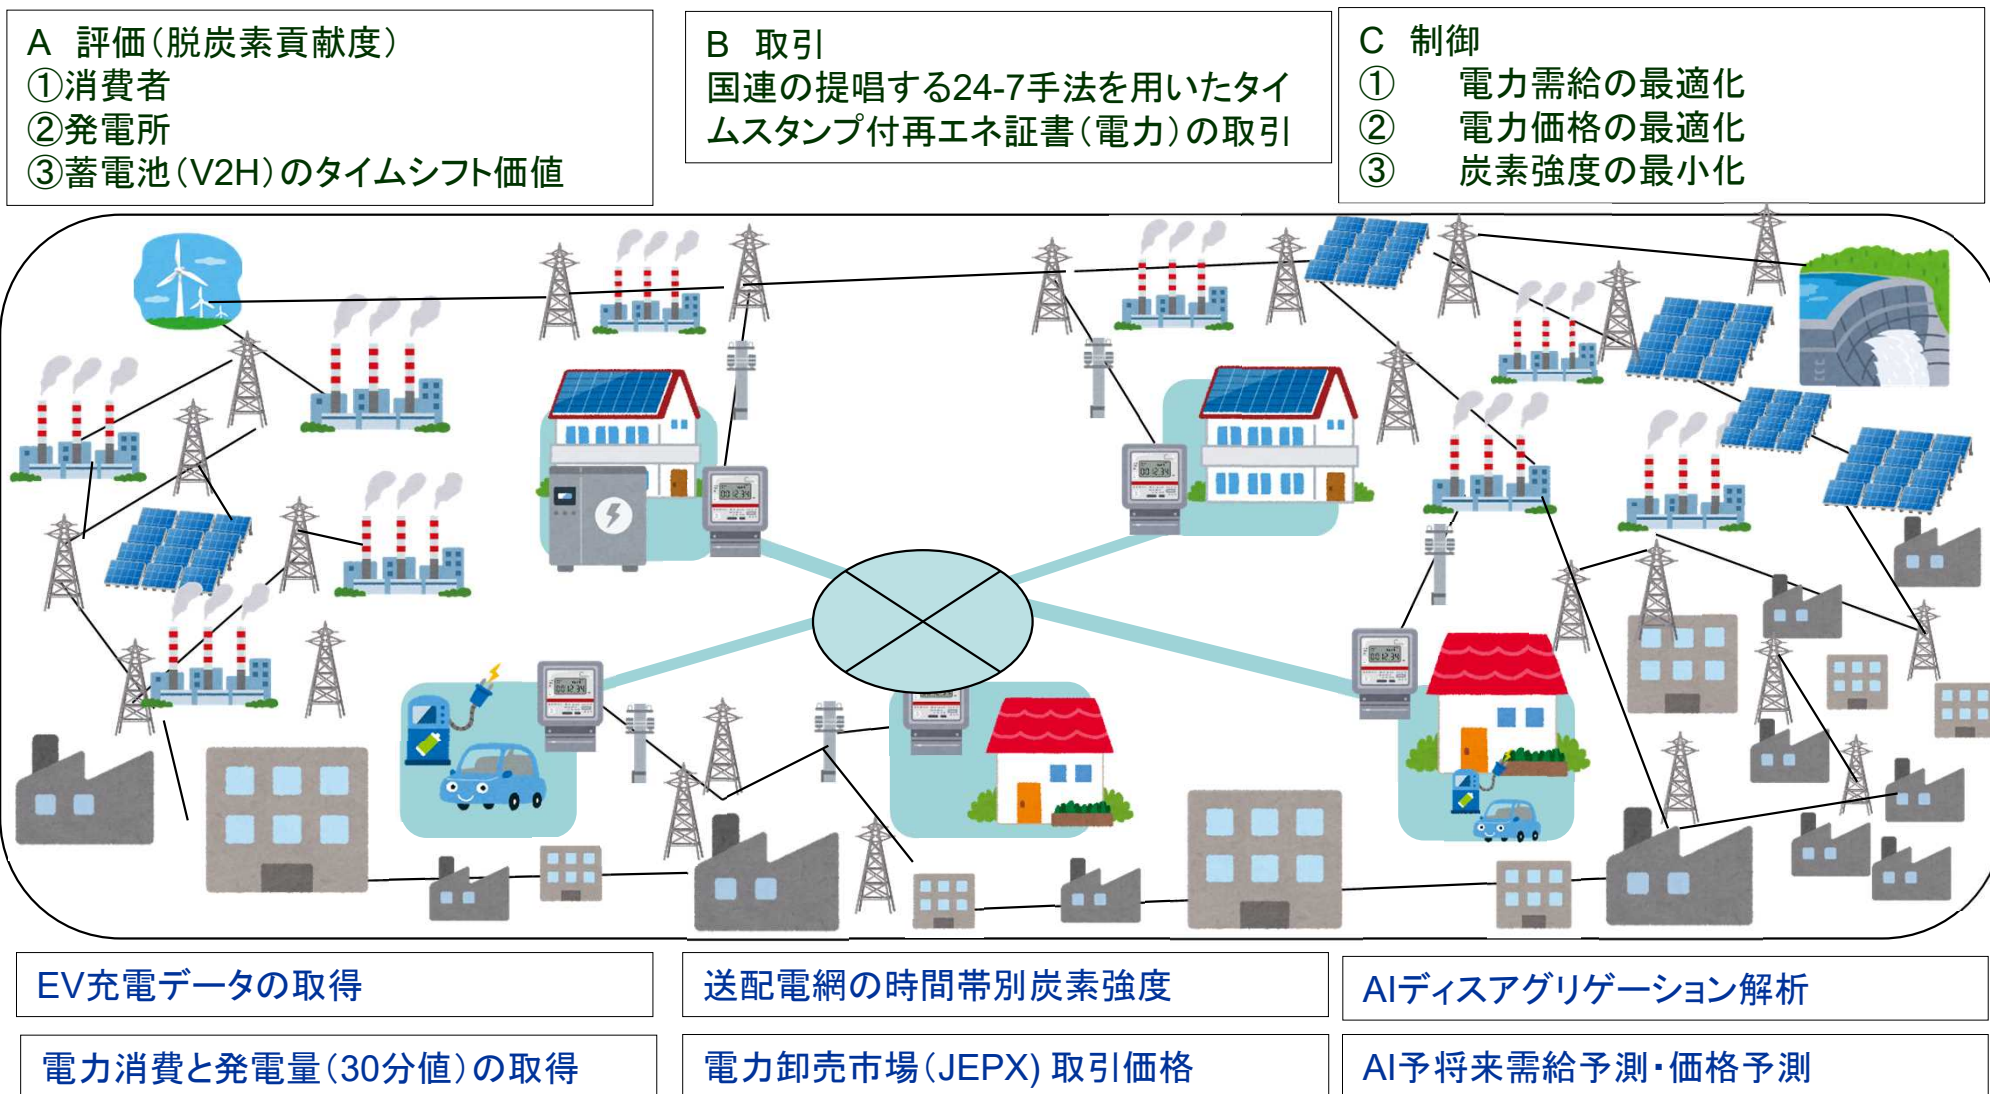 A　評価（脱炭素貢献度）
①消費者
②発電所
③蓄電池（V2H）のタイムシフト価値
B　取引
国連の提唱する24-7手法を用いたタイ
ムスタンプ付再エネ証書（電力）の取引
C　制御
①　　電力需給の最適化
②　　電力価格の最適化
③　　炭素強度の最小化
EV充電データの取得
送配電網の時間帯別炭素強度
AIディスアグリゲーション解析
電力消費と発電量（30分値）の取得
電力卸売市場（JEPX) 取引価格
AI予将来需給予測・価格予測